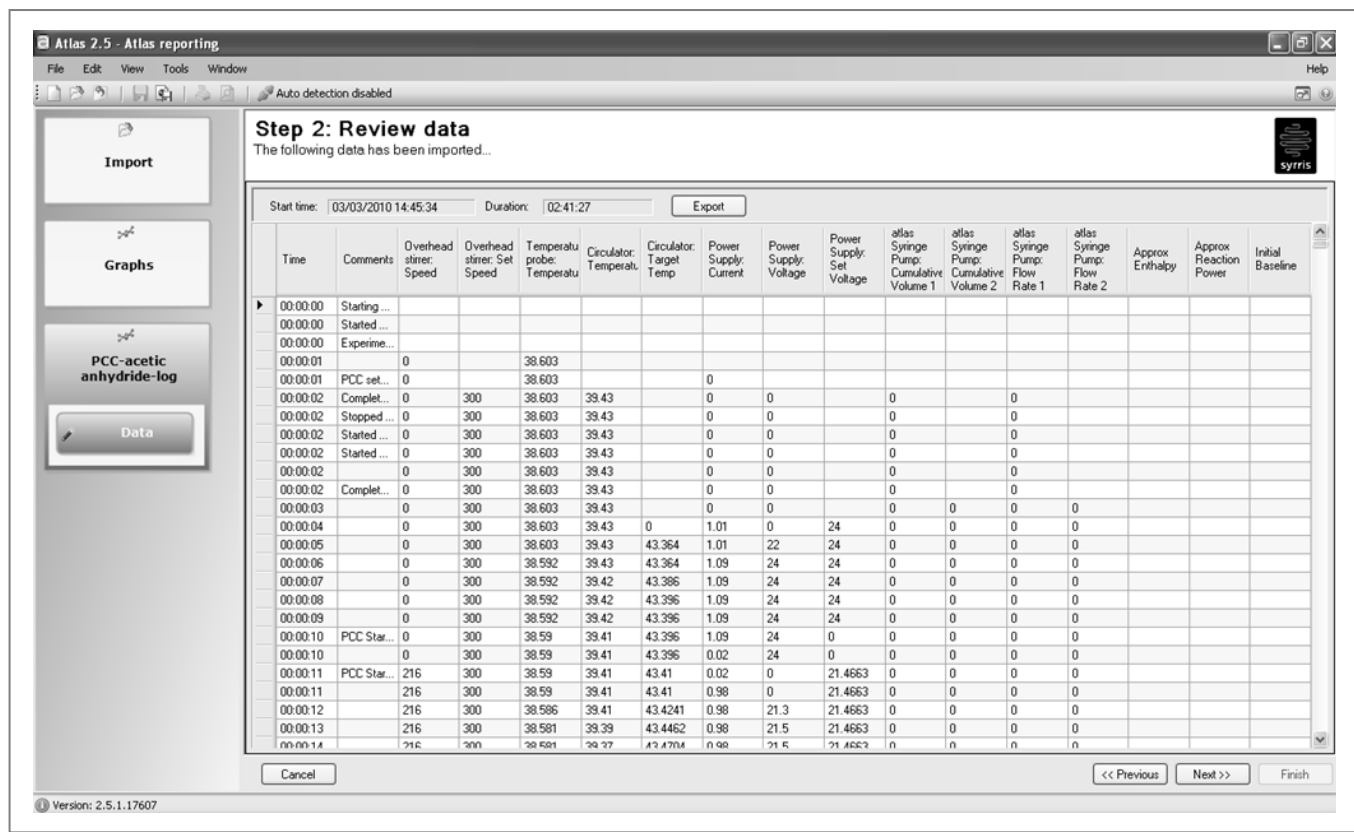 Atlas 2.5 - Atlas reporting
File Edit View Tools Window Help
Auto detection disabled
Import
Graphs
PCC-acetic
anhydride-log
Data
Step 2: Review data
The following data has been imported...
syrris
Start time: 03/03/2010 14:45:34 Duration: 02:41:27 Export
Time Comments Overhead stirrer: Speed Overhead stirrer: Set Speed Temperatu probe: Temperatu Circulator: Temperatu Circulator: Target Temp Power Supply: Current Power Supply: Voltage Power Supply: Set Voltage atlas Syringe Pump: Cumulative Volume 1 atlas Syringe Pump: Cumulative Volume 2 atlas Syringe Pump: Flow Rate 1 atlas Syringe Pump: Flow Rate 2 Approx Enthalpy Approx Reaction Power Initial Baseline
00:00:00 Starting ...
00:00:00 Started ...
00:00:00 Experime...
00:00:01 0 38.603
00:00:01 PCC set... 0 38.603 0
00:00:02 Complet... 0 300 38.603 39.43 0 0 0 0
00:00:02 Stopped ... 0 300 38.603 39.43 0 0 0 0
00:00:02 Started ... 0 300 38.603 39.43 0 0 0 0
00:00:02 Started ... 0 300 38.603 39.43 0 0 0 0
00:00:02 0 300 38.603 39.43 0 0 0 0
00:00:02 Complet... 0 300 38.603 39.43 0 0 0 0
00:00:03 0 300 38.603 39.43 0 0 0 0 0 0
00:00:04 0 300 38.603 39.43 0 1.01 0 24 0 0 0 0
00:00:05 0 300 38.603 39.43 43.364 1.01 22 24 0 0 0 0
00:00:06 0 300 38.592 39.43 43.364 1.09 24 24 0 0 0 0
00:00:07 0 300 38.592 39.42 43.386 1.09 24 24 0 0 0 0
00:00:08 0 300 38.592 39.42 43.396 1.09 24 24 0 0 0 0
00:00:09 0 300 38.592 39.42 43.396 1.09 24 24 0 0 0 0
00:00:10 PCC Star... 0 300 38.59 39.41 43.396 1.09 24 0 0 0 0 0
00:00:10 0 300 38.59 39.41 43.396 0.02 24 0 0 0 0 0
00:00:11 PCC Star... 216 300 38.59 39.41 43.41 0.02 0 21.4663 0 0 0 0
00:00:11 216 300 38.59 39.41 43.41 0.98 0 21.4663 0 0 0 0
00:00:12 216 300 38.586 39.41 43.4241 0.98 21.3 21.4663 0 0 0 0
00:00:13 216 300 38.581 39.39 43.4462 0.98 21.5 21.4663 0 0 0 0
00:00:14 216 300 38.581 39.37 43.4704 0.98 21.5 21.4663 0 0 0 0
Cancel << Previous Next >> Finish
Version: 2.5.1.17607